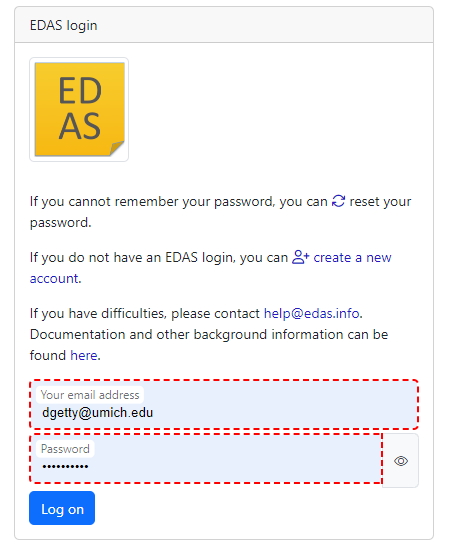 EDAS login
ED
AS
If you cannot remember your password, you can reset your
password.
If you do not have an EDAS login, you can create a new
account.
If you have difficulties, please contact help@edas.info.
Documentation and other background information can be
found here.
Your email address
dgetty@umich.edu
Password
••••••••••
Log on